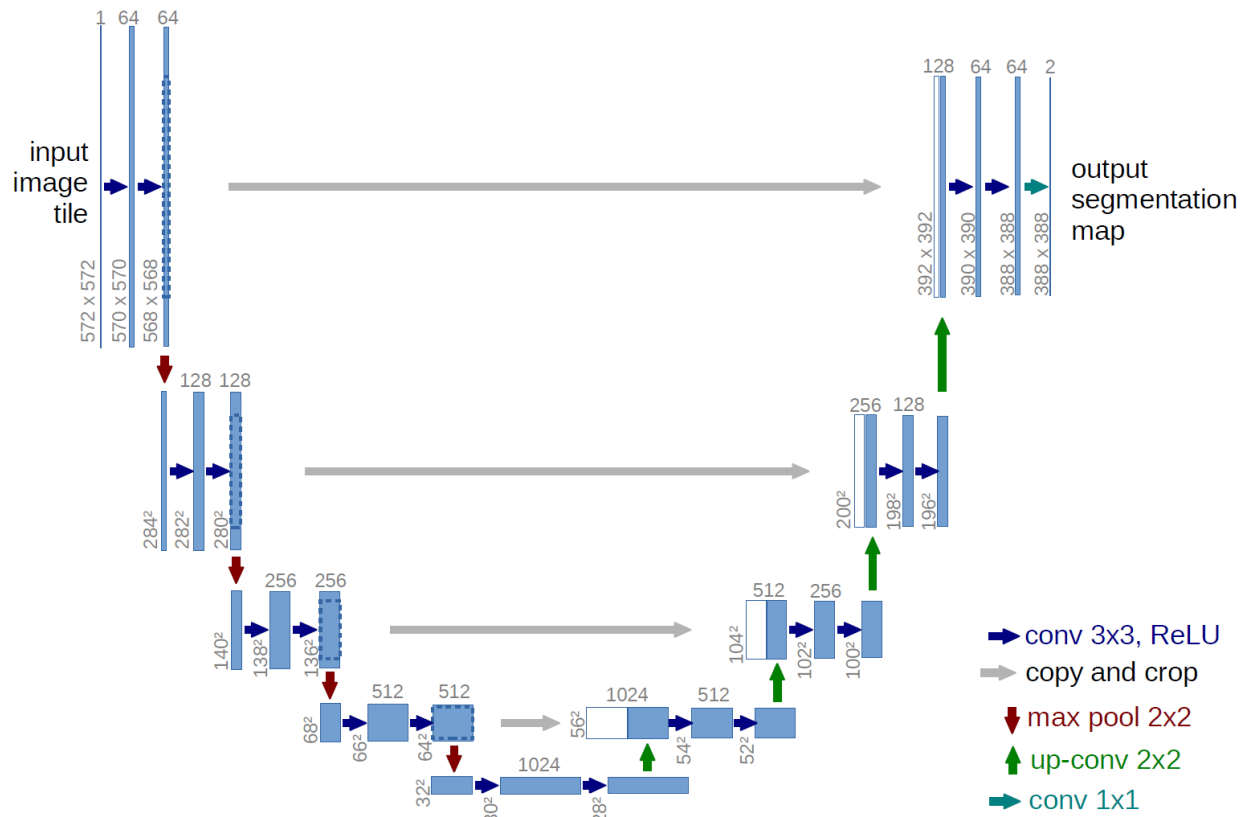 1 64 64
128 64 64 2
input
image
tile
output
segmentation
map
572 x 572
570 x 570
568 x 568
392 x 392
390 x 390
388 x 388
388 x 388
128 128
256 128
284²
282²
280²
200²
198²
196²
256 256
512 256
140²
138²
136²
104²
102²
100²
conv 3x3, ReLU
copy and crop
max pool 2x2
up-conv 2x2
conv 1x1
512 512
1024 512
68²
66²
64²
56²
54²
52²
1024
32²